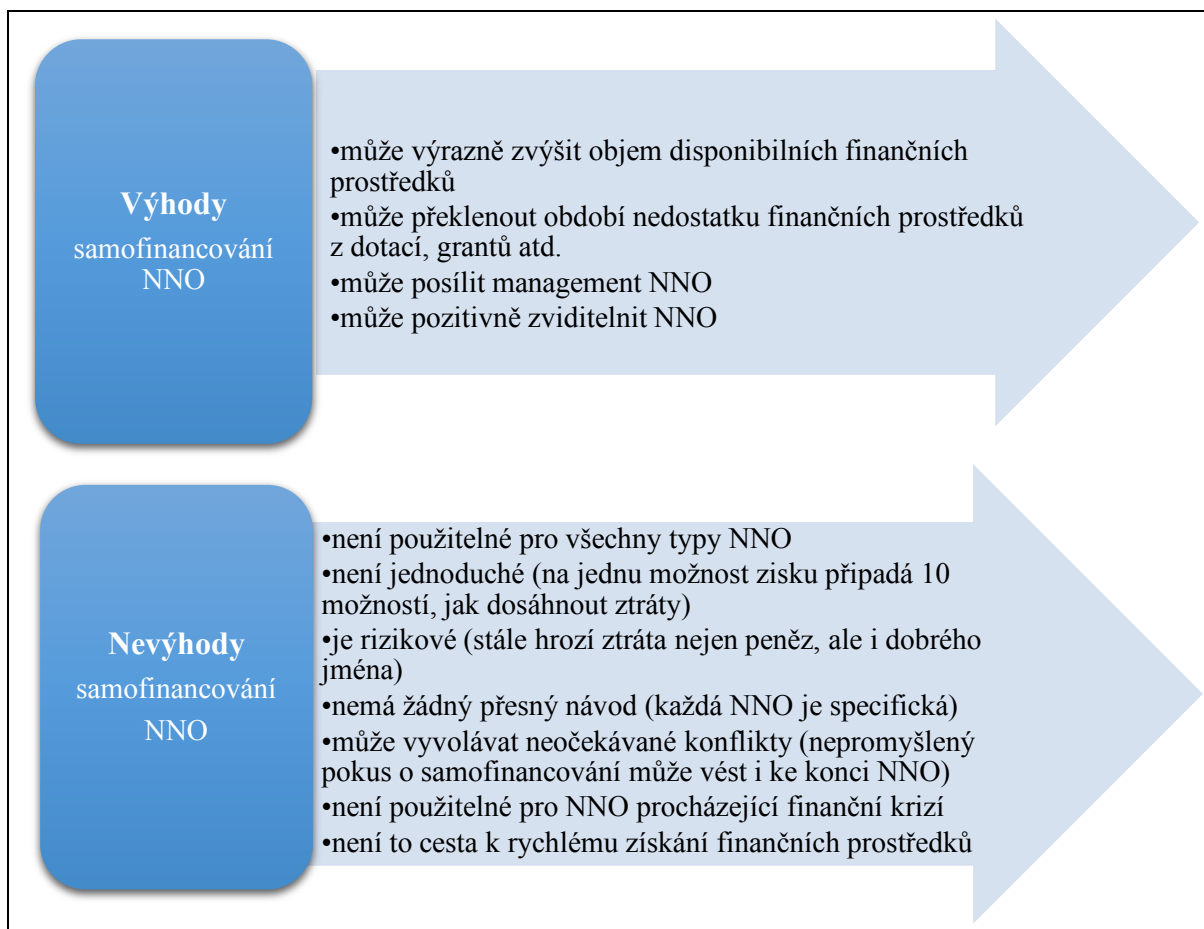 Výhody
samofinancování
NNO
•může výrazně zvýšit objem disponibilních finančních
prostředků
•může překlenout období nedostatku finančních prostředků
z dotací, grantů atd.
•může posílit management NNO
•může pozitivně zviditelnit NNO
Nevýhody
samofinancování
NNO
•není použitelné pro všechny typy NNO
•není jednoduché (na jednu možnost zisku připadá 10
možností, jak dosáhnout ztráty)
•je rizikové (stále hrozí ztráta nejen peněz, ale i dobrého
jména)
•nemá žádný přesný návod (každá NNO je specifická)
•může vyvolávat neočekávané konflikty (nepromyšlený
pokus o samofinancování může vést i ke konci NNO)
•není použitelné pro NNO procházející finanční krizí
•není to cesta k rychlému získání finančních prostředků